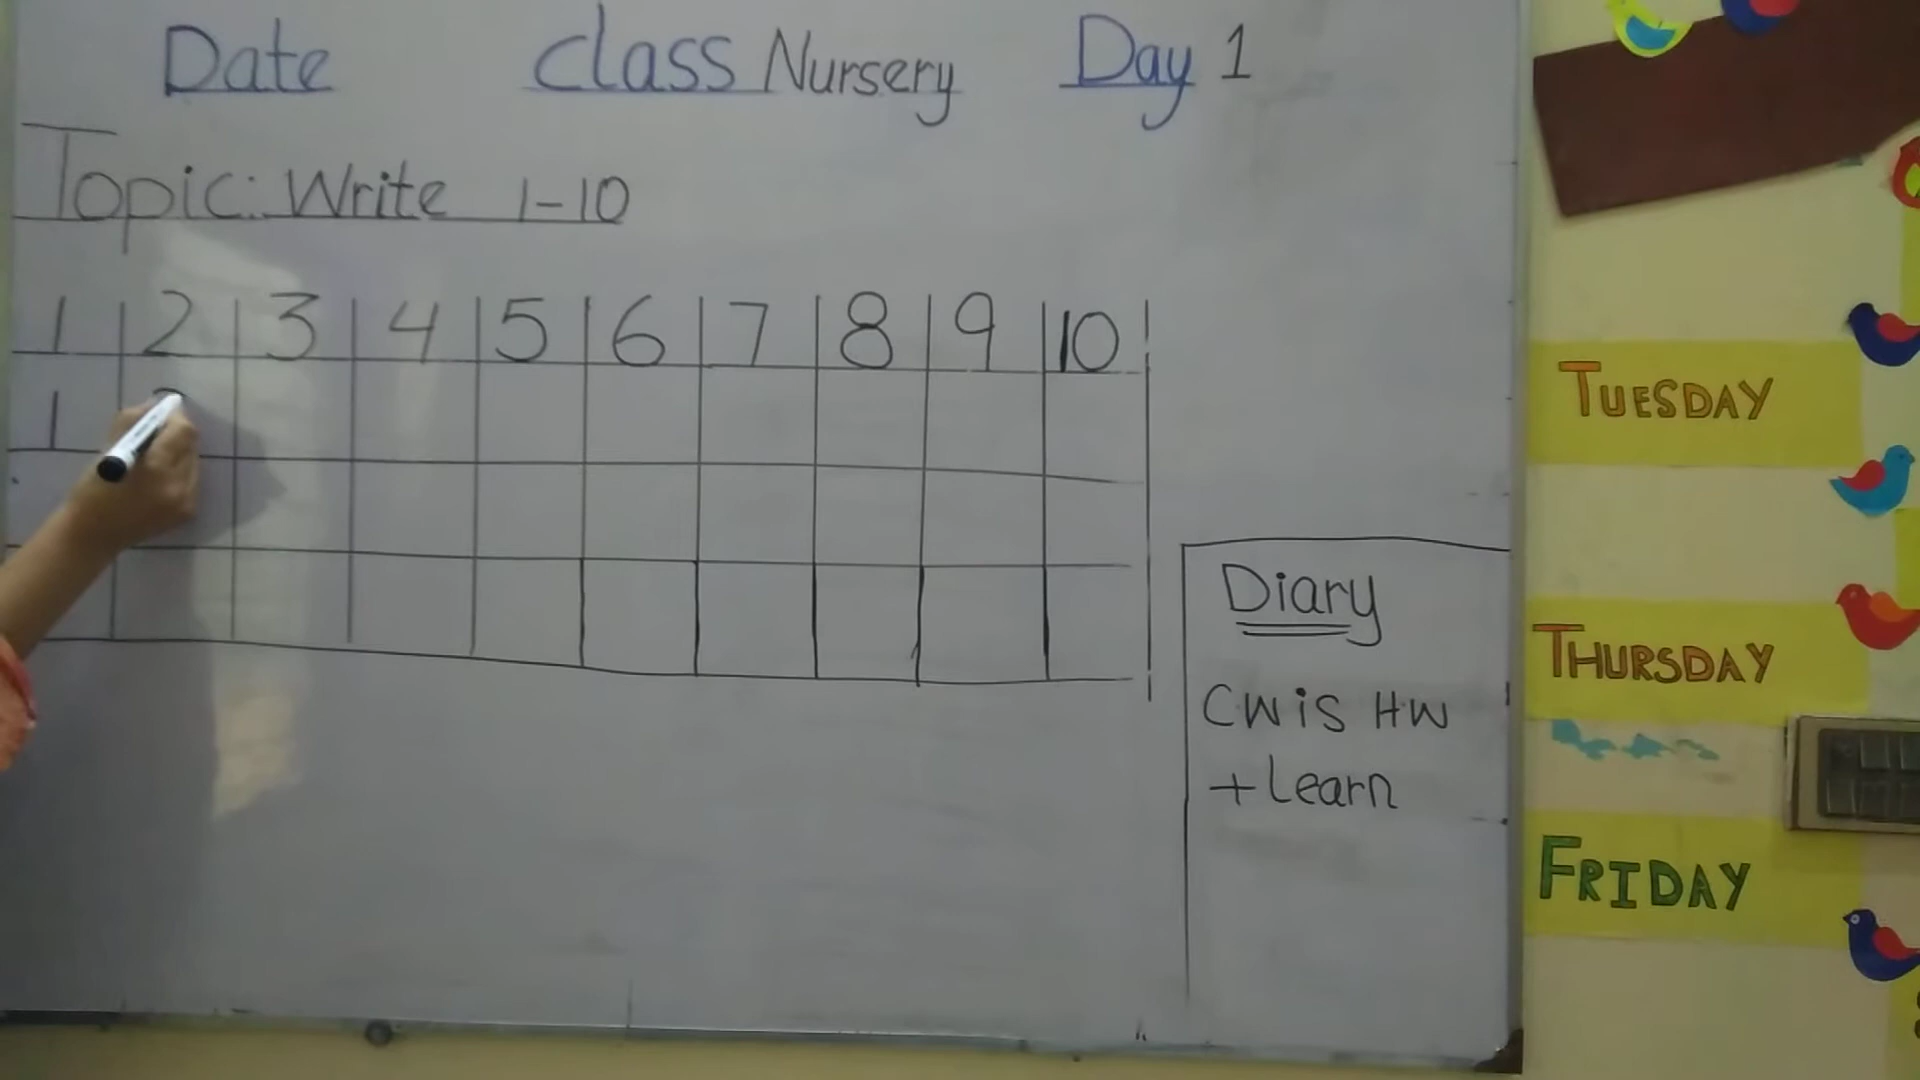 Date class Nursery Day 1
Topic: Write 1-10
1 2 3 4 5 6 7 8 9 10
1
Diary
CW is HW
+ Learn
TUESDAY
THURSDAY
FRIDAY